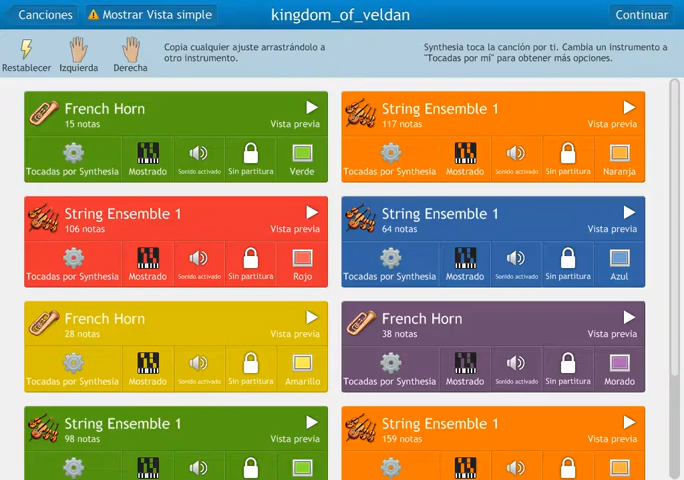 Canciones
Mostrar Vista simple
kingdom_of_veldan
Continuar
Restablecer
Izquierda
Derecha
Copia cualquier ajuste arrastrándolo a
otro instrumento.
Synthesia toca la canción por ti. Cambia un instrumento a
"Tocadas por mí" para obtener más opciones.
French Horn
15 notas
Vista previa
Tocadas por Synthesia
Mostrado
Sonido activado
Sin partitura
Verde
String Ensemble 1
117 notas
Vista previa
Tocadas por Synthesia
Mostrado
Sonido activado
Sin partitura
Naranja
String Ensemble 1
106 notas
Vista previa
Tocadas por Synthesia
Mostrado
Sonido activado
Sin partitura
Rojo
String Ensemble 1
64 notas
Vista previa
Tocadas por Synthesia
Mostrado
Sonido activado
Sin partitura
Azul
French Horn
28 notas
Vista previa
Tocadas por Synthesia
Mostrado
Sonido activado
Sin partitura
Amarillo
French Horn
38 notas
Vista previa
Tocadas por Synthesia
Mostrado
Sonido activado
Sin partitura
Morado
String Ensemble 1
98 notas
Vista previa
String Ensemble 1
159 notas
Vista previa